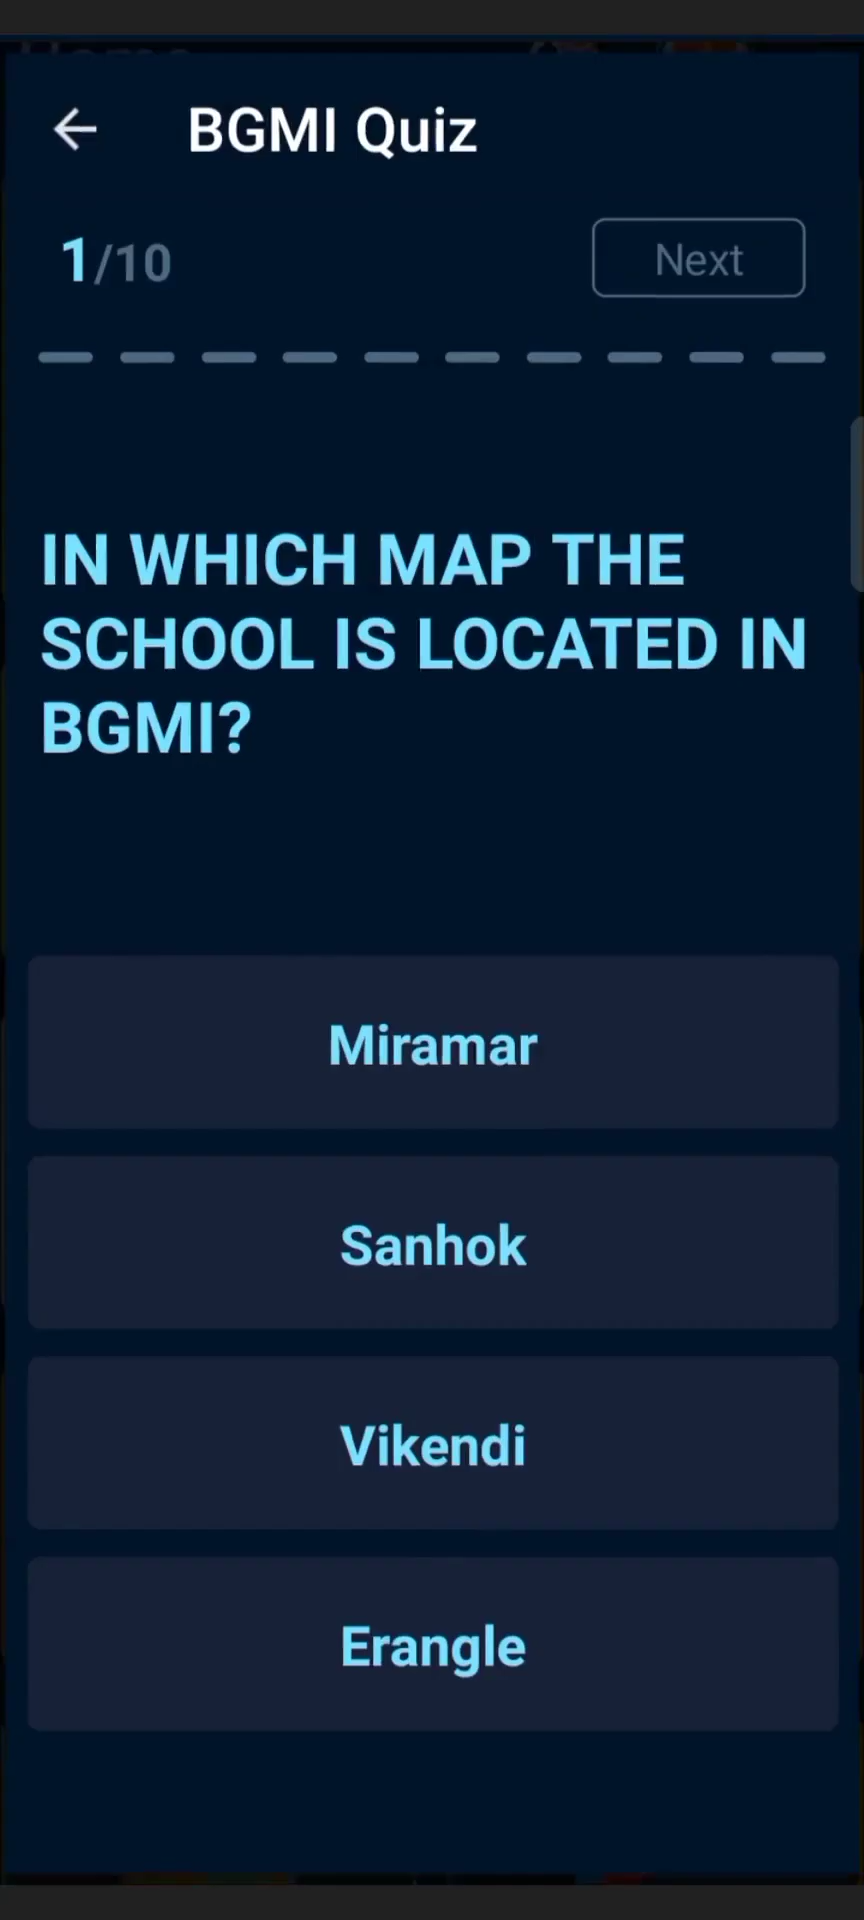 BGMI Quiz
1/10
Next
IN WHICH MAP THE
SCHOOL IS LOCATED IN
BGMI?
Miramar
Sanhok
Vikendi
Erangle